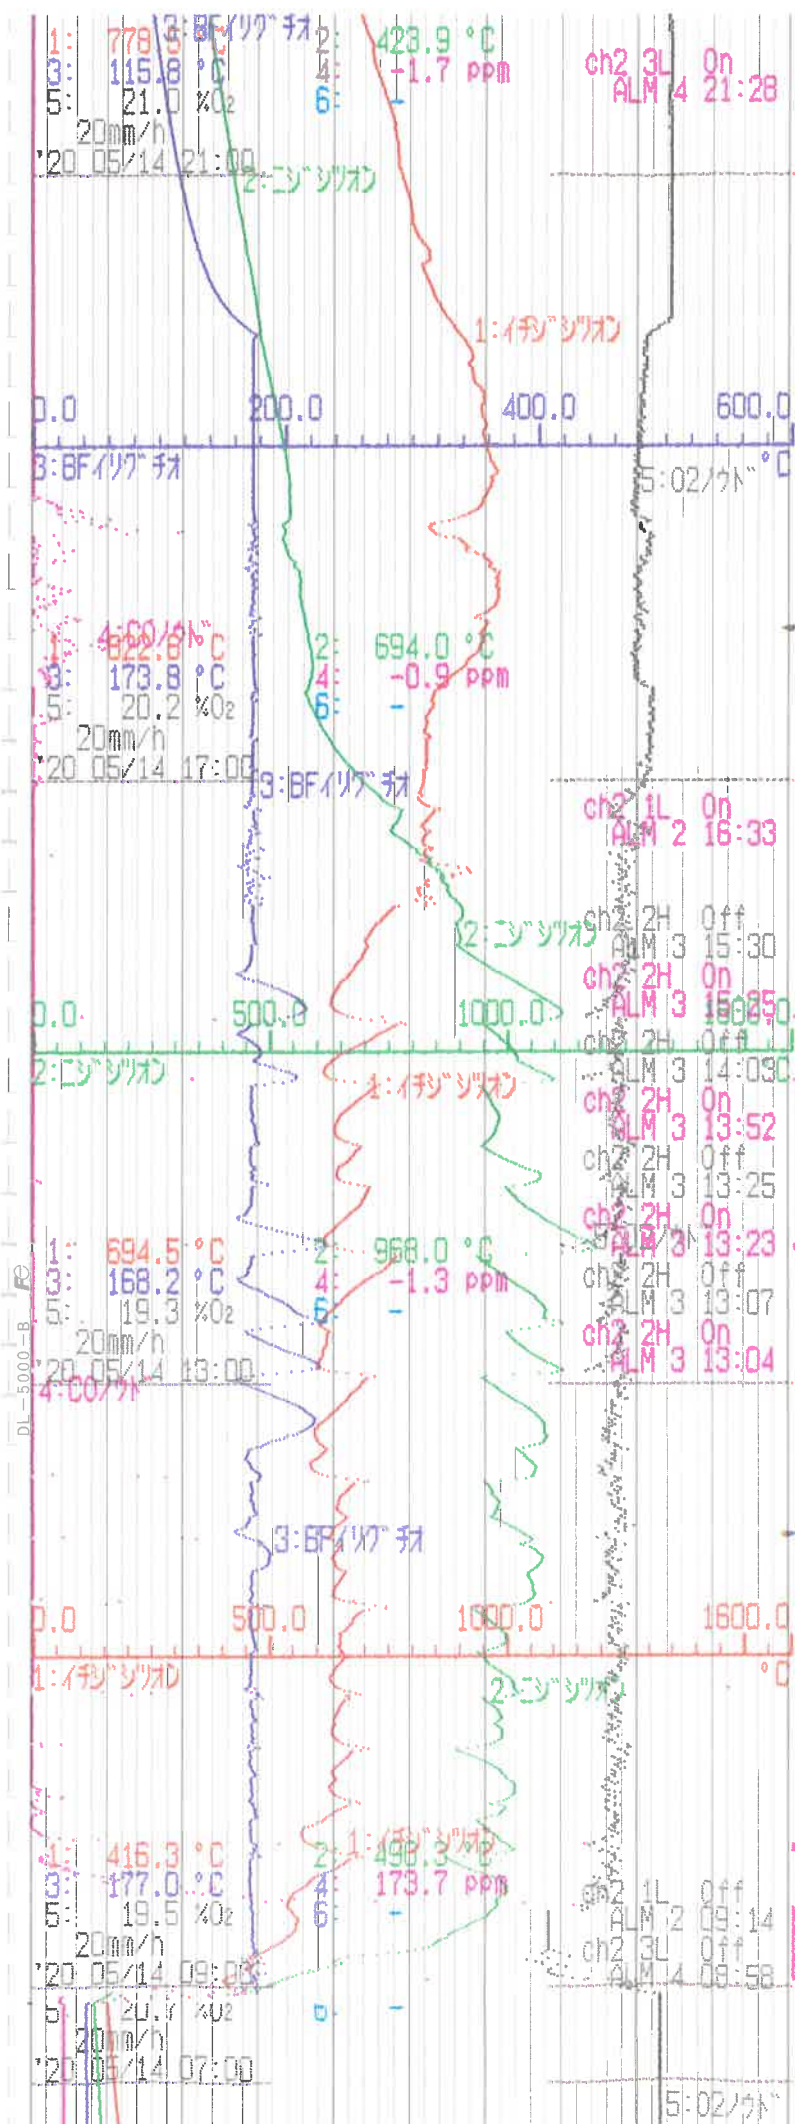 3:BFイリグチオ
1: 778.5 °C 2: 423.9 °C
3: 115.8 °C 4: -1.7 ppm
5: 21.0 %O2 6: -
20mm/h
'20 05/14 21:00
ch2 3L On
ALM 4 21:28
2:ニジシツオン
1:イチジシツオン
0.0 200.0 400.0 600.0
3:BFイリグチオ °C
5:O2ノウド
4:COノウド
1: 822.6 °C 2: 694.0 °C
3: 173.8 °C 4: -0.9 ppm
5: 20.2 %O2 6: -
20mm/h
'20 05/14 17:00
3:BFイリグチオ
ch2 1L On
ALM 2 16:33
2:ニジシツオン
ch2 2H Off
ALM 3 15:30
ch2 2H On
ALM 3 15:25
0.0 500.0 1000.0 1600.0
2:ニジシツオン
ch2 2H Off
ALM 3 14:03
1:イチジシツオン
ch2 2H On
ALM 3 13:52
ch2 2H Off
ALM 3 13:25
ch2 2H On
ALM 3 13:23
1: 694.5 °C 2: 968.0 °C
3: 168.2 °C 4: -1.3 ppm
5: 19.3 %O2 6: -
20mm/h
'20 05/14 13:00
ch2 2H Off
ALM 3 13:07
ch2 2H On
ALM 3 13:04
DL-5000-B
4:COノウド
3:BFイリグチオ
0.0 500.0 1000.0 1600.0
1:イチジシツオン °C
2:ニジシツオン
1:イチジシツオン
1: 416.3 °C 2: 498.3 °C
3: 177.0 °C 4: 173.7 ppm
5: 19.5 %O2 6: -
20mm/h
'20 05/14 09:00
ch2 1L Off
ALM 2 09:14
ch2 3L Off
ALM 4 08:58
5: 20.7 %O2 6: -
20mm/h
'20 05/14 07:00
5:O2ノウド